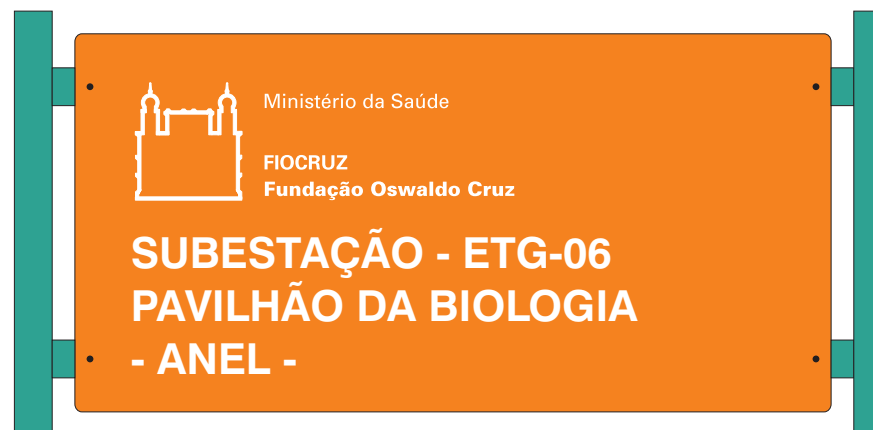 Ministério da Saúde
FIOCRUZ
Fundação Oswaldo Cruz
SUBESTAÇÃO - ETG-06
PAVILHÃO DA BIOLOGIA
- ANEL -